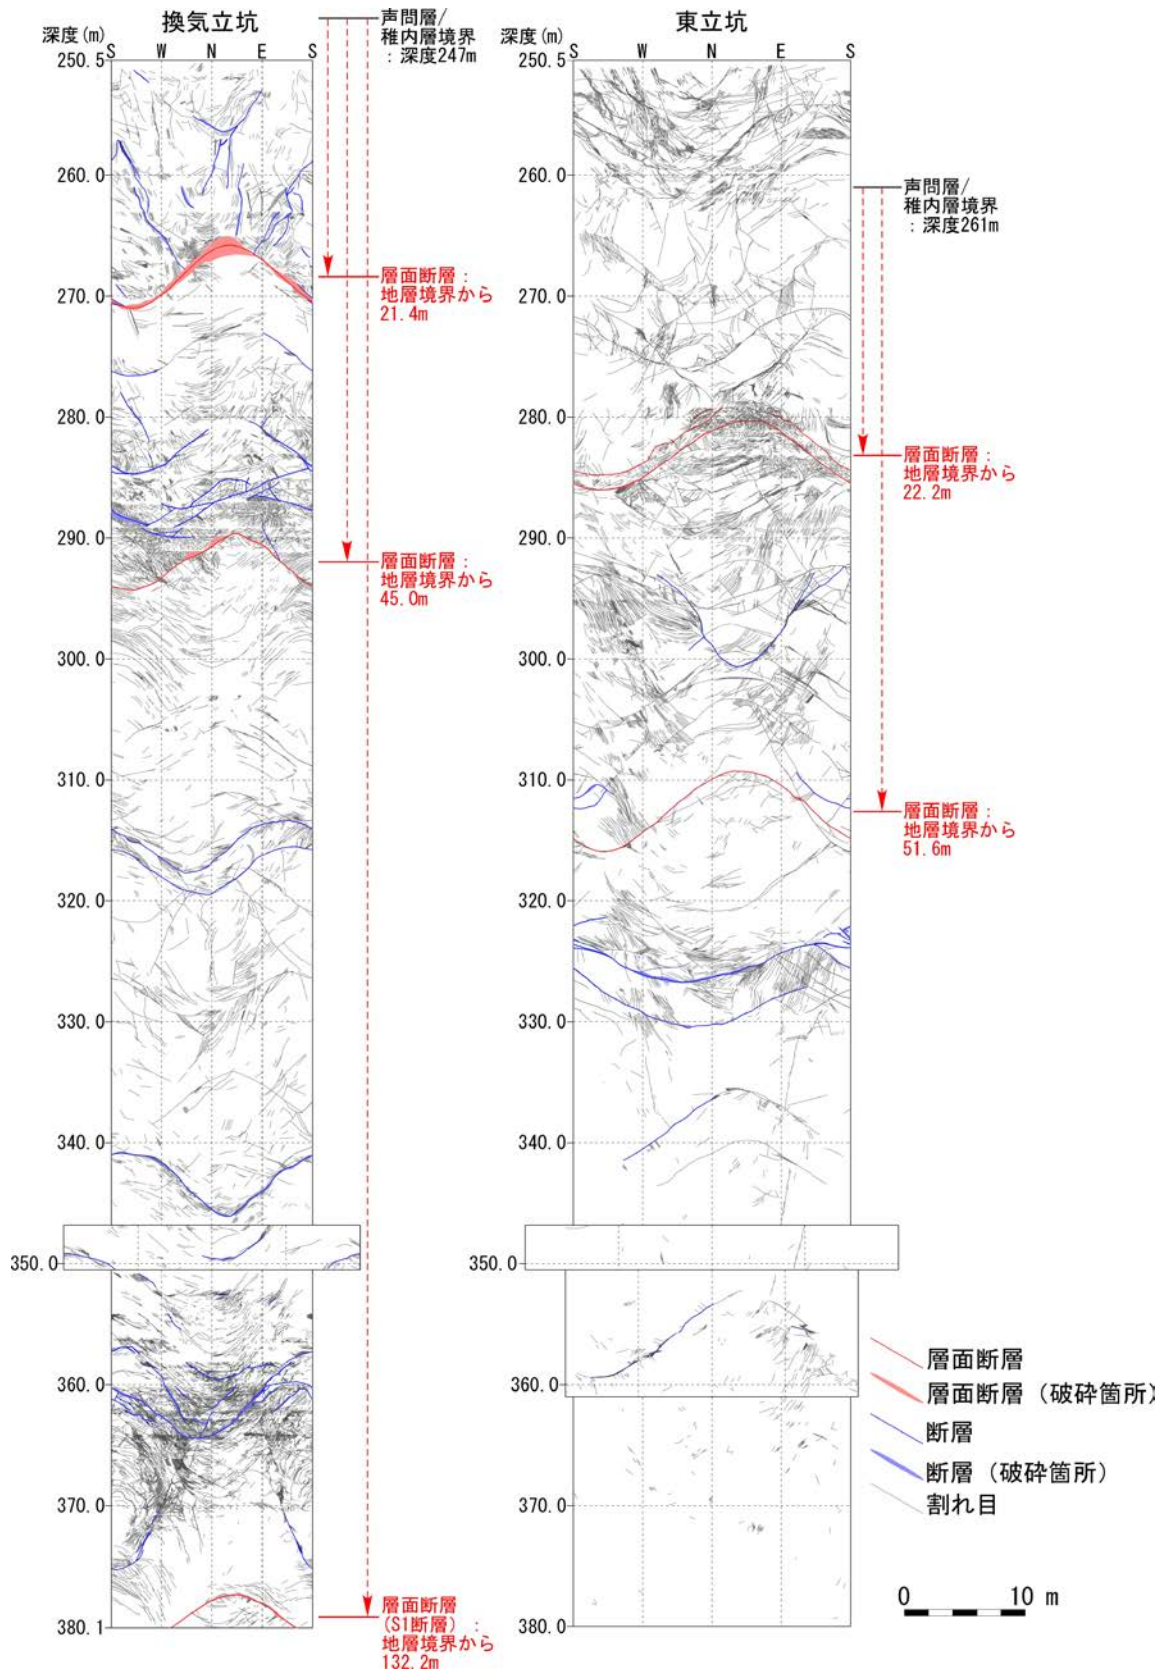 換気立坑
深度(m)
S W N E S
声問層/
稚内層境界
：深度247m
250.5
260.0
270.0
280.0
290.0
300.0
310.0
320.0
330.0
340.0
350.0
360.0
370.0
380.1
層面断層：
地層境界から
21.4m
層面断層：
地層境界から
45.0m
層面断層
(S1断層)：
地層境界から
132.2m
東立坑
深度(m)
S W N E S
250.5
260.0
270.0
280.0
290.0
300.0
310.0
320.0
330.0
340.0
350.0
360.0
370.0
380.0
声問層/
稚内層境界
：深度261m
層面断層：
地層境界から
22.2m
層面断層：
地層境界から
51.6m
層面断層
層面断層（破砕箇所）
断層
断層（破砕箇所）
割れ目
0 10 m